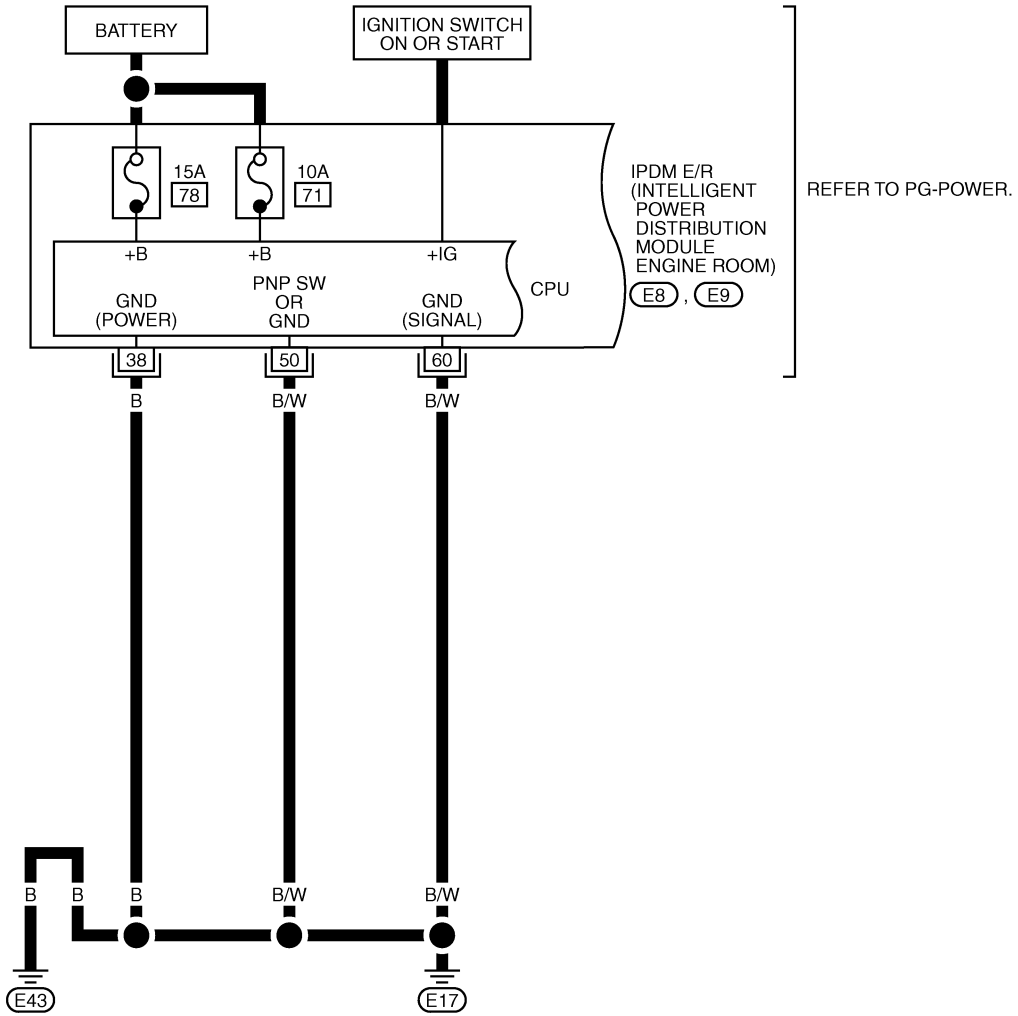 BATTERY
IGNITION SWITCH
ON OR START
15A
78
10A
71
IPDM E/R
(INTELLIGENT
POWER
DISTRIBUTION
MODULE
ENGINE ROOM)
E8 , E9
REFER TO PG-POWER.
+B
+B
+IG
CPU
GND
(POWER)
PNP SW
OR
GND
GND
(SIGNAL)
38
50
60
B
B/W
B/W
B
B
B
B/W
B/W
E43
E17